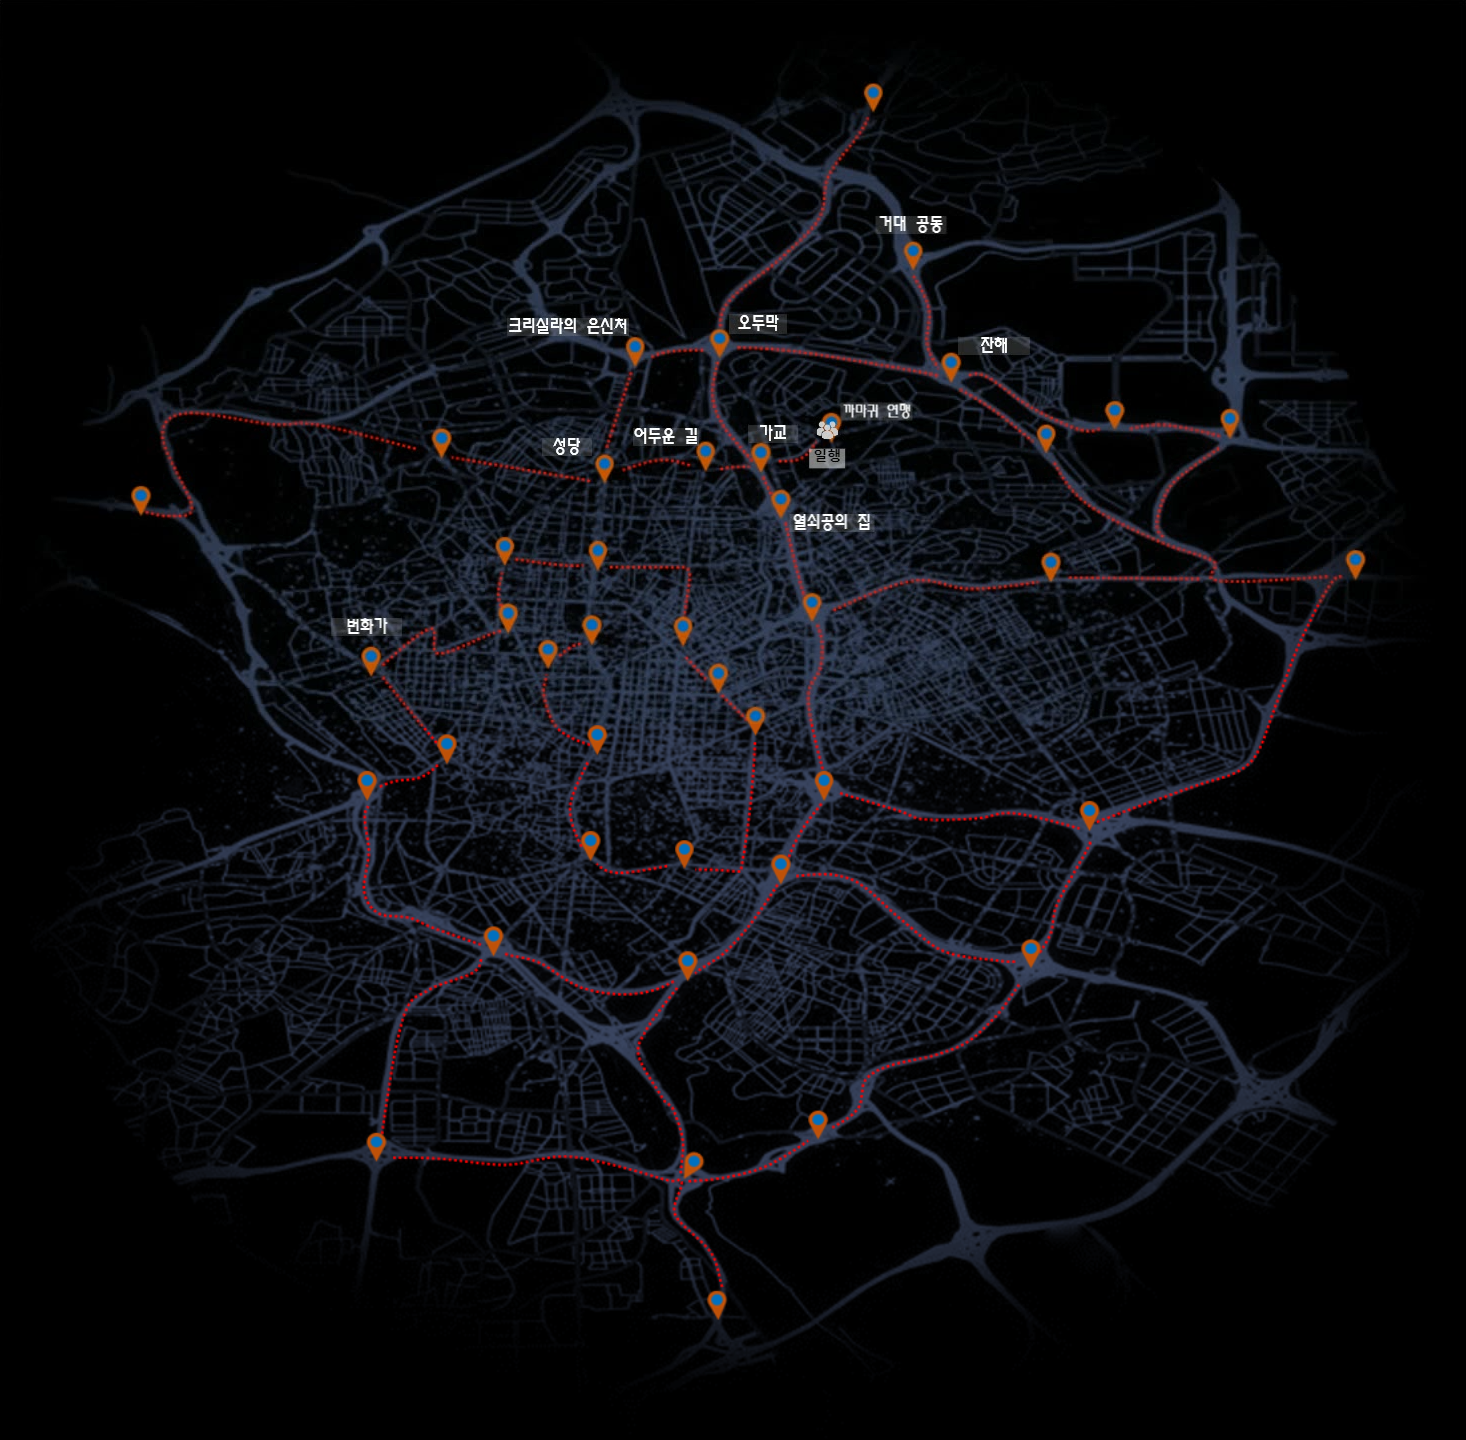 거대 공동
오두막
크리실라의 은신처
잔해
까마귀 연맹
가교
어두운 길
성당
일행
열쇠공의 집
번화가